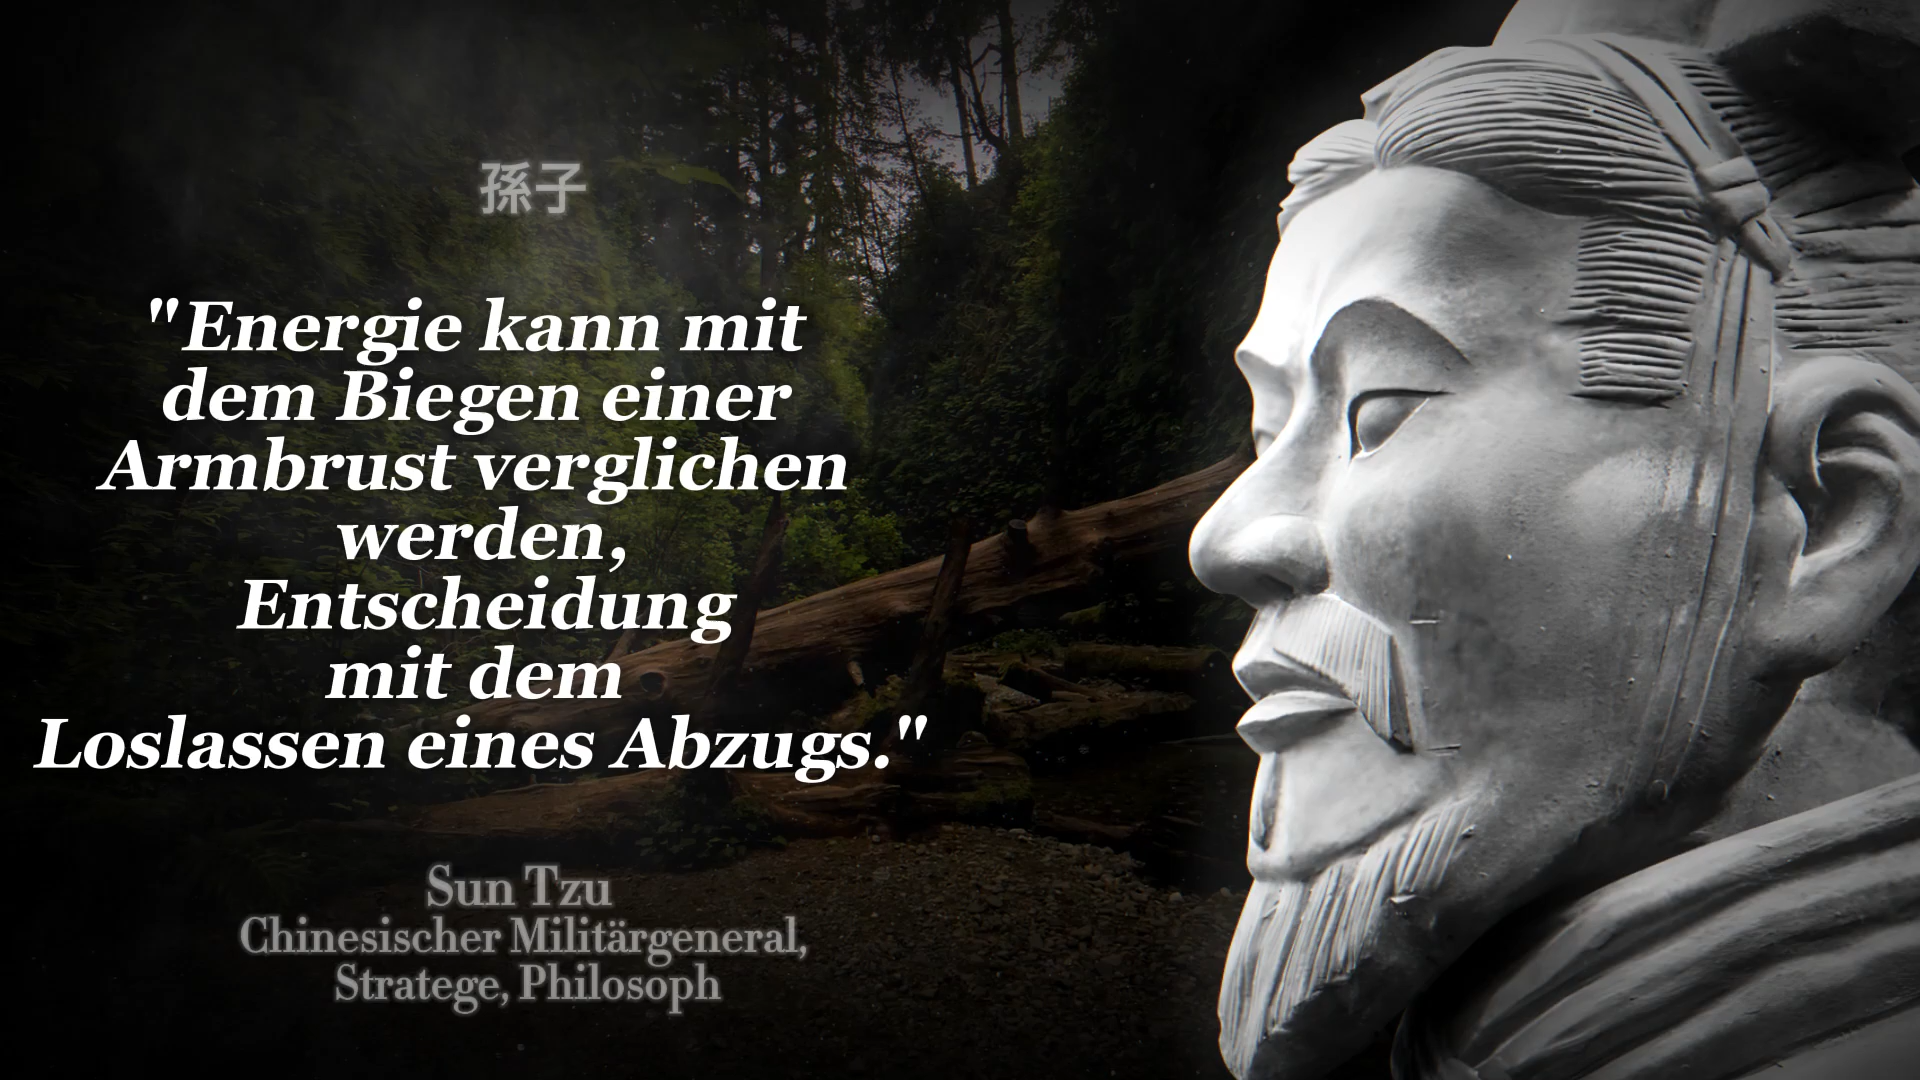 孫子
"Energie kann mit
dem Biegen einer
Armbrust verglichen
werden,
Entscheidung
mit dem
Loslassen eines Abzugs."
Sun Tzu
Chinesischer Militärgeneral,
Stratege, Philosoph